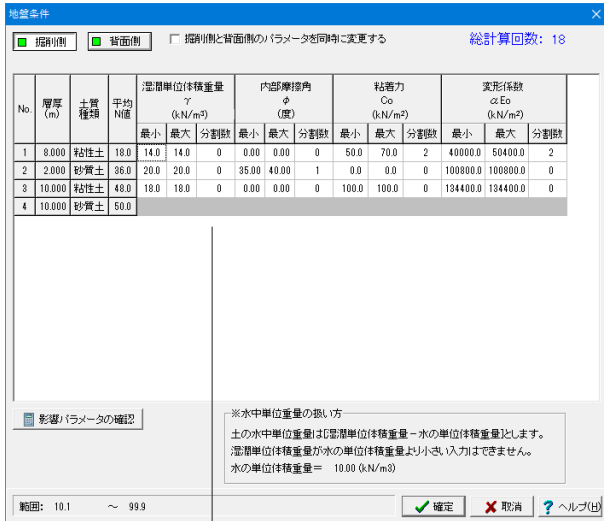 地盤条件
掘削側 背面側 掘削側と背面側のパラメータを同時に変更する 総計算回数: 18
No. 層厚(m) 土質種類 平均N値 湿潤単位体積重量 γ (kN/m³) 内部摩擦角 φ (度) 粘着力 Co (kN/m²) 変形係数 αEo (kN/m²)
最小 最大 分割数 最小 最大 分割数 最小 最大 分割数 最小 最大 分割数
1 8.000 粘性土 18.0 14.0 14.0 0 0.00 0.00 0 50.0 70.0 2 40000.0 50400.0 2
2 2.000 砂質土 36.0 20.0 20.0 0 35.00 40.00 1 0.0 0.0 0 100800.0 100800.0 0
3 10.000 粘性土 48.0 18.0 18.0 0 0.00 0.00 0 100.0 100.0 0 134400.0 134400.0 0
4 10.000 砂質土 50.0
影響パラメータの確認
※水中単位重量の扱い方
土の水中単位重量は[湿潤単位体積重量－水の単位体積重量]とします。
湿潤単位体積重量が水の単位体積重量より小さい入力はできません。
水の単位体積重量＝ 10.00 (kN/m3)
範囲: 10.1 ～ 99.9
確定 取消 ヘルプ(H)